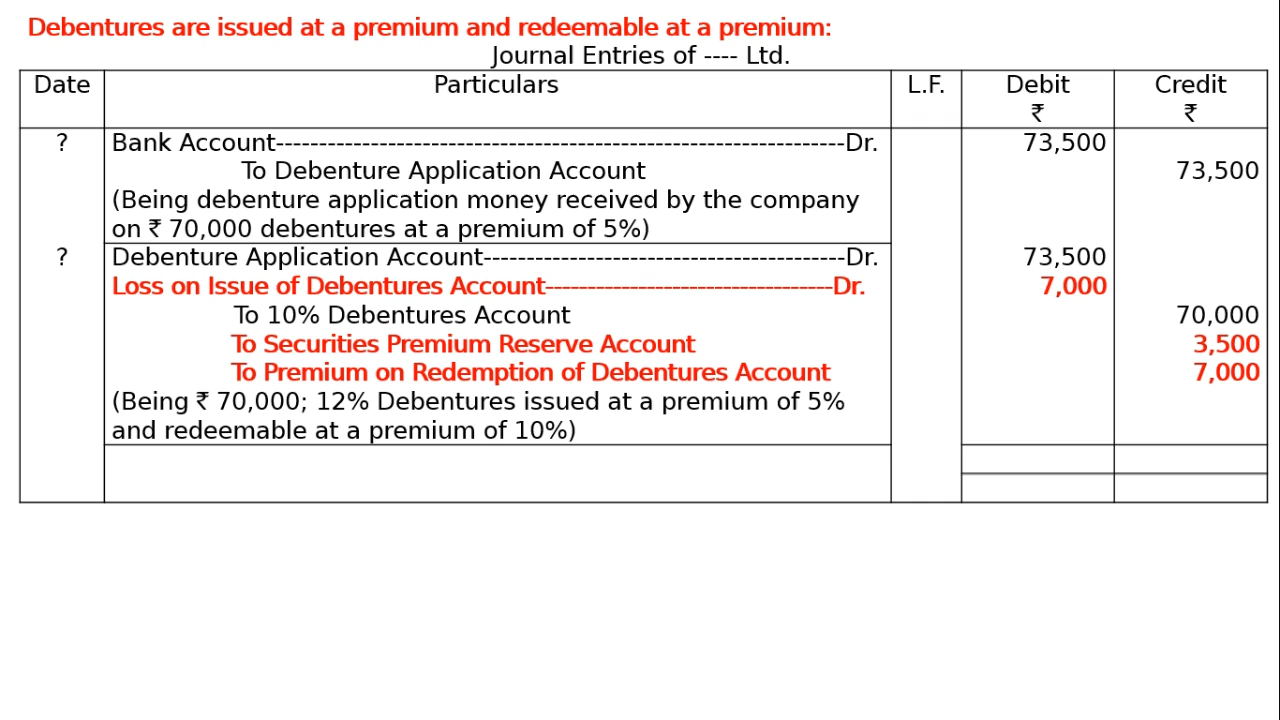 Debentures are issued at a premium and redeemable at a premium:
Journal Entries of ---- Ltd.
Date Particulars L.F. Debit Credit
₹ ₹
? Bank Account-------------------------------------------------------------------Dr. 73,500
To Debenture Application Account 73,500
(Being debenture application money received by the company
on ₹ 70,000 debentures at a premium of 5%)
? Debenture Application Account------------------------------------------Dr. 73,500
Loss on Issue of Debentures Account----------------------------------Dr. 7,000
To 10% Debentures Account 70,000
To Securities Premium Reserve Account 3,500
To Premium on Redemption of Debentures Account 7,000
(Being ₹ 70,000; 12% Debentures issued at a premium of 5%
and redeemable at a premium of 10%)